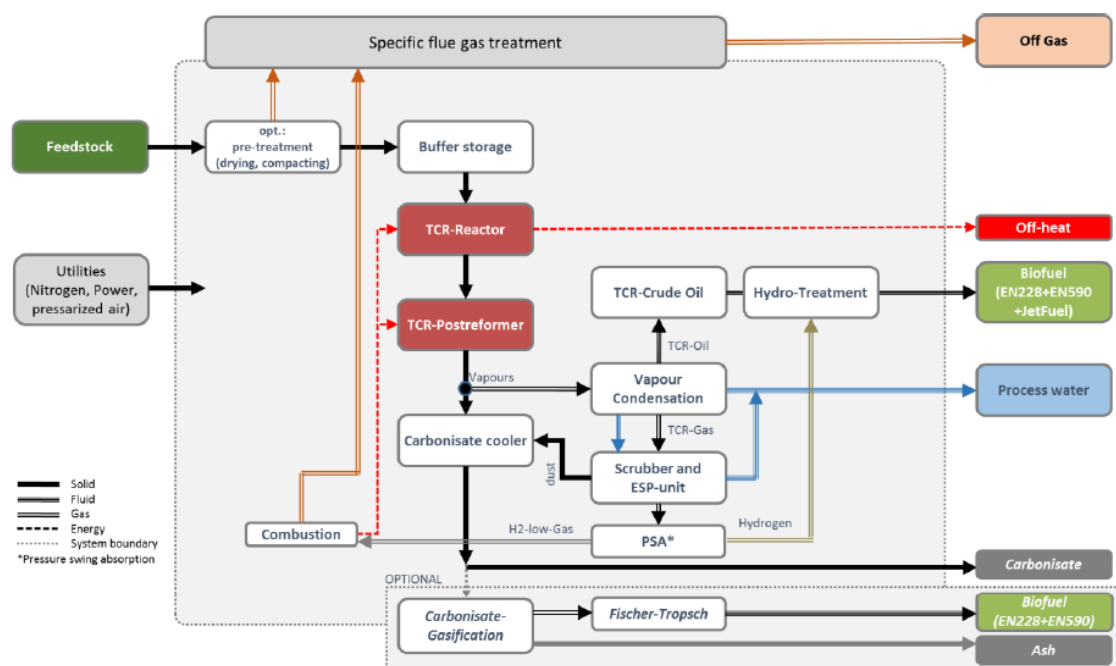 Specific flue gas treatment
Off Gas
Feedstock
opt.:
pre-treatment
(drying, compacting)
Buffer storage
TCR-Reactor
Off-heat
Utilities
(Nitrogen, Power,
pressarized air)
TCR-Crude Oil
Hydro-Treatment
Biofuel
(EN228+EN590
+JetFuel)
TCR-Postreformer
TCR-Oil
Vapours
Vapour
Condensation
Process water
TCR-Gas
Carbonisate cooler
dust
Scrubber and
ESP-unit
Solid
Fluid
Gas
Energy
System boundary
*Pressure swing absorption
Combustion
H2-low-Gas
PSA*
Hydrogen
Carbonisate
OPTIONAL
Carbonisate-
Gasification
Fischer-Tropsch
Biofuel
(EN228+EN590)
Ash